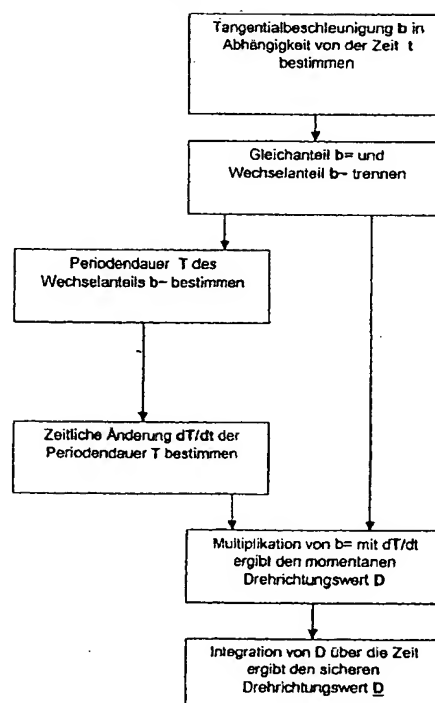 Tangentialbeschleunigung b in
Abhängigkeit von der Zeit t
bestimmen
Gleichanteil b= und
Wechselanteil b~ trennen
Periodendauer T des
Wechselanteils b~ bestimmen
Zeitliche Änderung dT/dt der
Periodendauer T bestimmen
Multiplikation von b= mit dT/dt
ergibt den momentanen
Drehrichtungswert D
Integration von D über die Zeit
ergibt den sicheren
Drehrichtungswert D